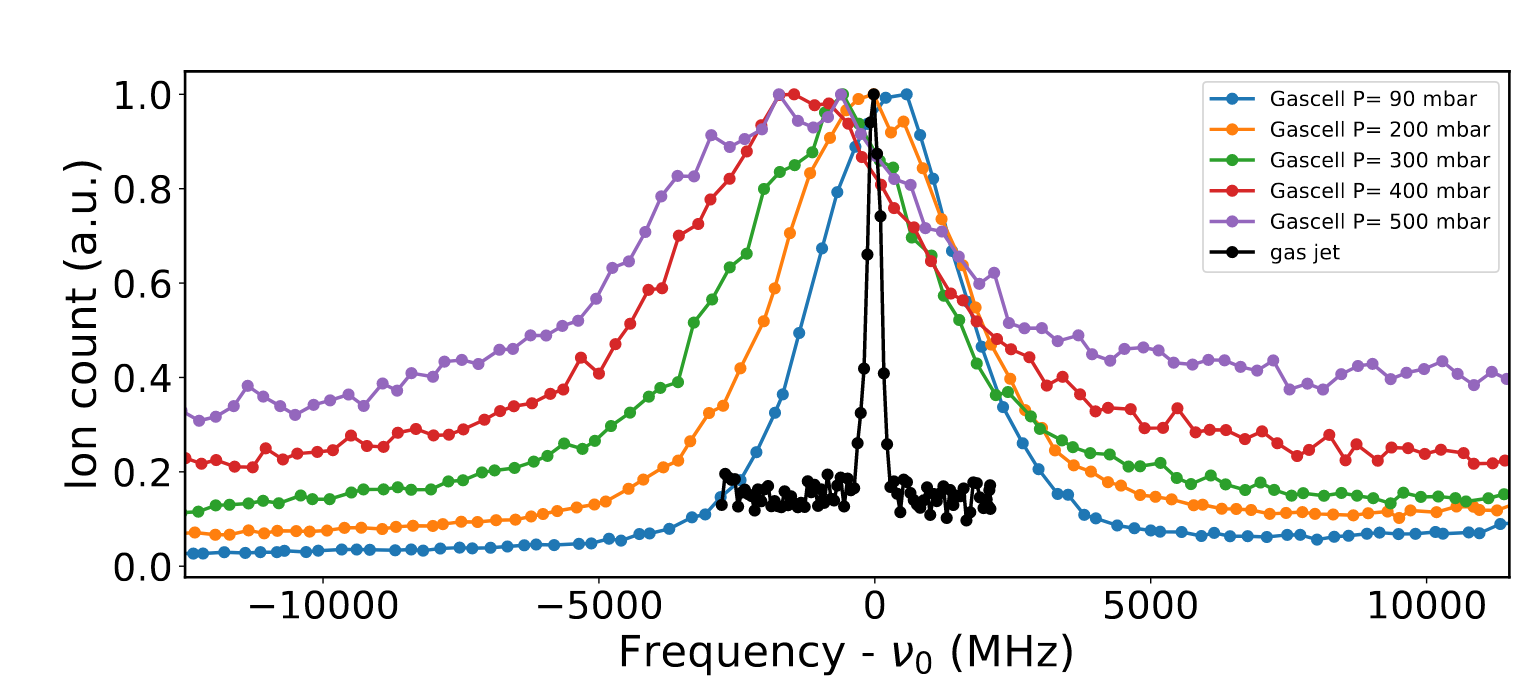 Ion count (a.u.)
1.0
0.8
0.6
0.4
0.2
0.0
Gascell P= 90 mbar
Gascell P= 200 mbar
Gascell P= 300 mbar
Gascell P= 400 mbar
Gascell P= 500 mbar
gas jet
−10000 −5000 0 5000 10000
Frequency - ν₀ (MHz)